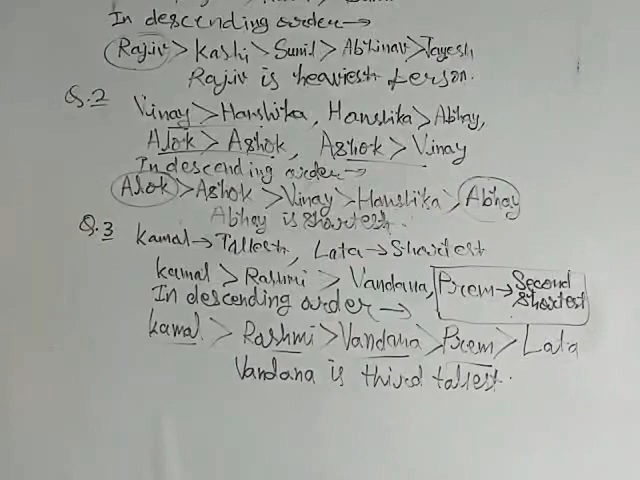 In descending order →
Rajiv > Kashi > Sunil > Abhinav > Jayesh
Rajiv is heaviest person.
Q.2 Vinay > Hanshika, Hanshika > Abhay,
Alok > Ashok, Ashok > Vinay
In descending order →
Alok > Ashok > Vinay > Hanshika > Abhay
Abhay is shortest.
Q.3 Kamal → Tallest, Lata → Shortest
Kamal > Rashmi > Vandana, Prem → Second Shortest
In descending order →
Kamal > Rashmi > Vandana > Prem > Lata
Vandana is third tallest.